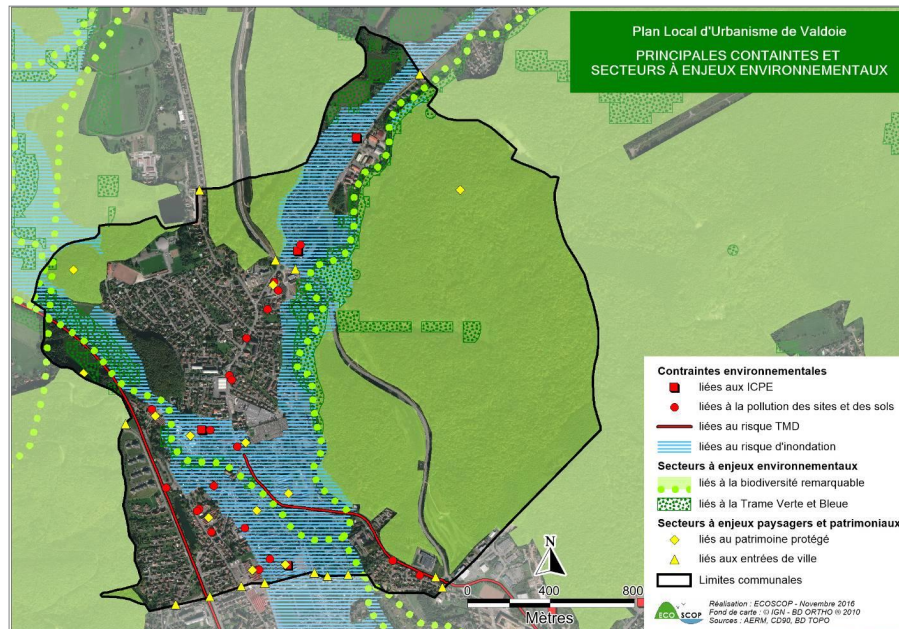 Plan Local d'Urbanisme de Valdoie
PRINCIPALES CONTAINTES ET
SECTEURS À ENJEUX ENVIRONNEMENTAUX
Contraintes environnementales
liées aux ICPE
liées à la pollution des sites et des sols
liées au risque TMD
liées au risque d'inondation
Secteurs à enjeux environnementaux
liés à la biodiversité remarquable
liés à la Trame Verte et Bleue
Secteurs à enjeux paysagers et patrimoniaux
liés au patrimoine protégé
liés aux entrées de ville
Limites communales
N
0 400 800
Mètres
ECO SCOP
Réalisation : ECOSCOP - Novembre 2016
Fond de carte : © IGN - BD ORTHO ® 2010
Sources : AERM, CD90, BD TOPO